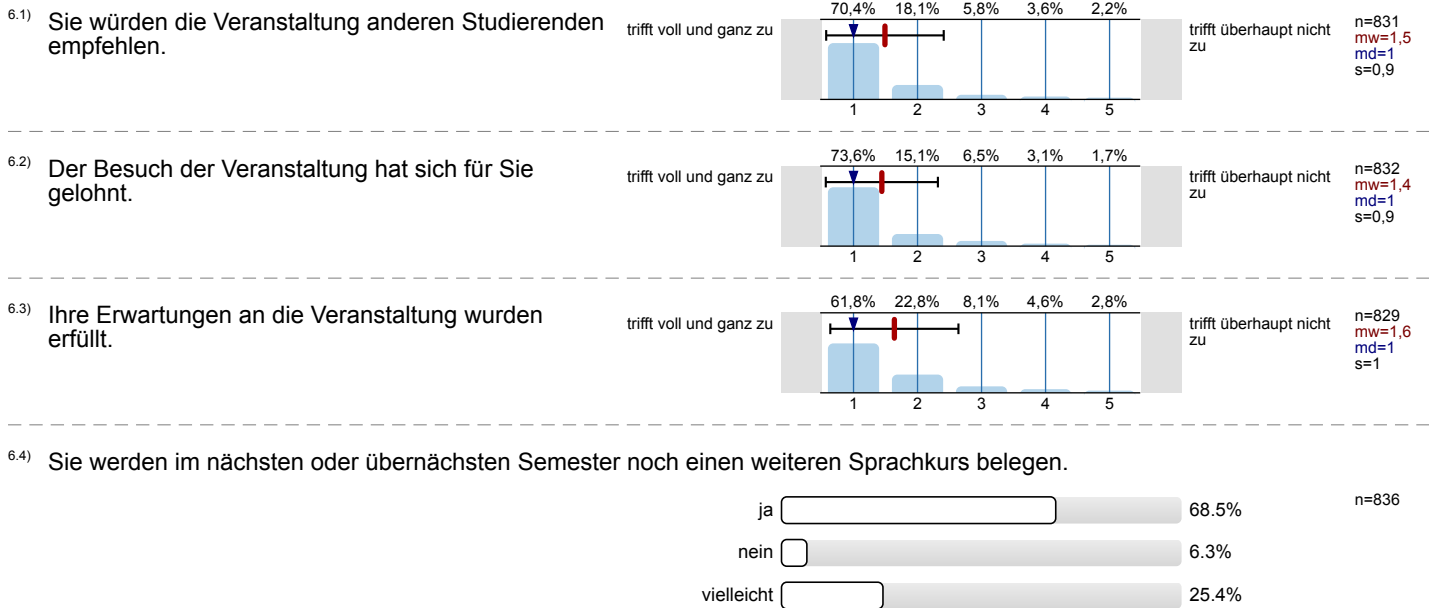 6.1) Sie würden die Veranstaltung anderen Studierenden
empfehlen.
trifft voll und ganz zu
70,4% 18,1% 5,8% 3,6% 2,2%
1 2 3 4 5
trifft überhaupt nicht
zu
n=831
mw=1,5
md=1
s=0,9
6.2) Der Besuch der Veranstaltung hat sich für Sie
gelohnt.
trifft voll und ganz zu
73,6% 15,1% 6,5% 3,1% 1,7%
1 2 3 4 5
trifft überhaupt nicht
zu
n=832
mw=1,4
md=1
s=0,9
6.3) Ihre Erwartungen an die Veranstaltung wurden
erfüllt.
trifft voll und ganz zu
61,8% 22,8% 8,1% 4,6% 2,8%
1 2 3 4 5
trifft überhaupt nicht
zu
n=829
mw=1,6
md=1
s=1
6.4) Sie werden im nächsten oder übernächsten Semester noch einen weiteren Sprachkurs belegen.
ja 68.5% n=836
nein 6.3%
vielleicht 25.4%